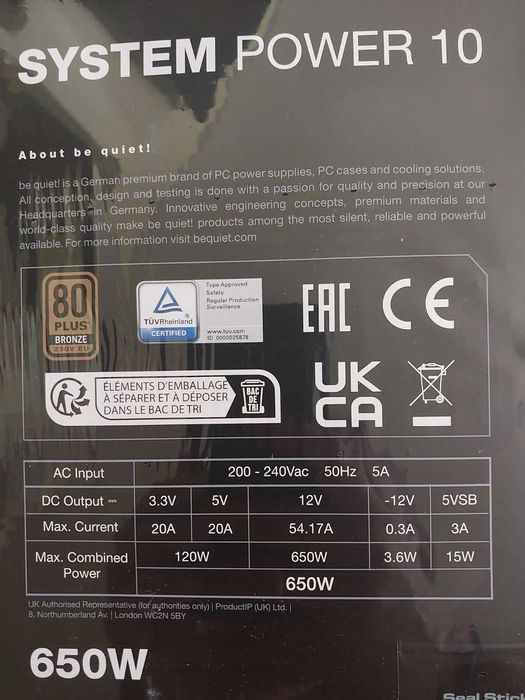 SYSTEM POWER 10
About be quiet!
be quiet! is a German premium brand of PC power supplies, PC cases and cooling solutions.
All conception, design and testing is done with a passion for quality and precision at our
Headquarters in Germany. Innovative engineering concepts, premium materials and
world-class quality make be quiet! products among the most silent, reliable and powerful
available. For more information visit bequiet.com
80
PLUS
BRONZE
230V EU
TÜVRheinland
CERTIFIED
Type Approved
Safety
Regular Production
Surveillance
www.tuv.com
ID 0000025878
EAC CE
ÉLÉMENTS D'EMBALLAGE
À SÉPARER ET À DÉPOSER
DANS LE BAC DE TRI
BAC
DE
TRI
UK
CA
AC Input 200 - 240Vac 50Hz 5A
DC Output 3.3V 5V 12V -12V 5VSB
Max. Current 20A 20A 54.17A 0.3A 3A
Max. Combined Power 120W 650W 3.6W 15W
650W
UK Authorised Representative (for authorities only) | ProductIP (UK) Ltd. |
8, Northumberland Av. | London WC2N 5BY
650W
Seal Stick